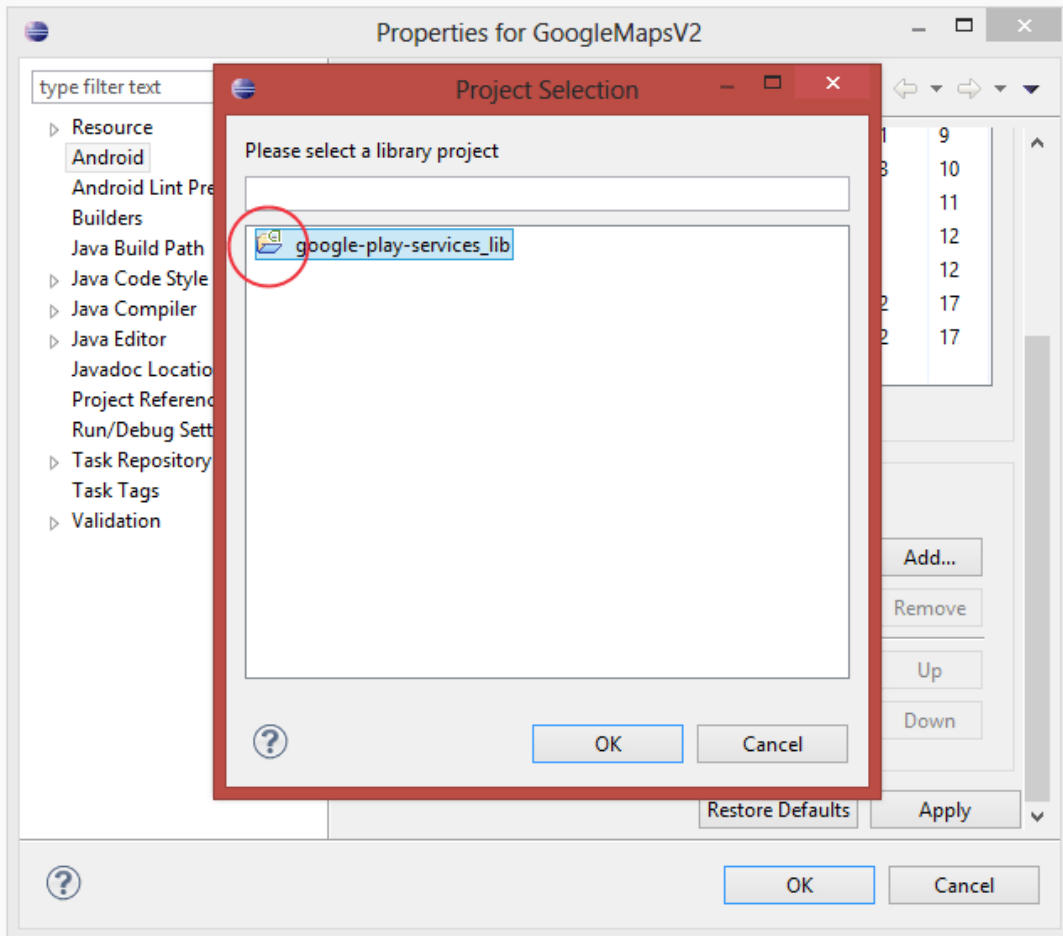 Properties for GoogleMapsV2
type filter text
Resource
Android
Android Lint Pre
Builders
Java Build Path
Java Code Style
Java Compiler
Java Editor
Javadoc Locatio
Project Referenc
Run/Debug Sett
Task Repository
Task Tags
Validation
Project Selection
Please select a library project
google-play-services_lib
OK
Cancel
9
10
11
12
12
17
17
Add...
Remove
Up
Down
Restore Defaults
Apply
OK
Cancel